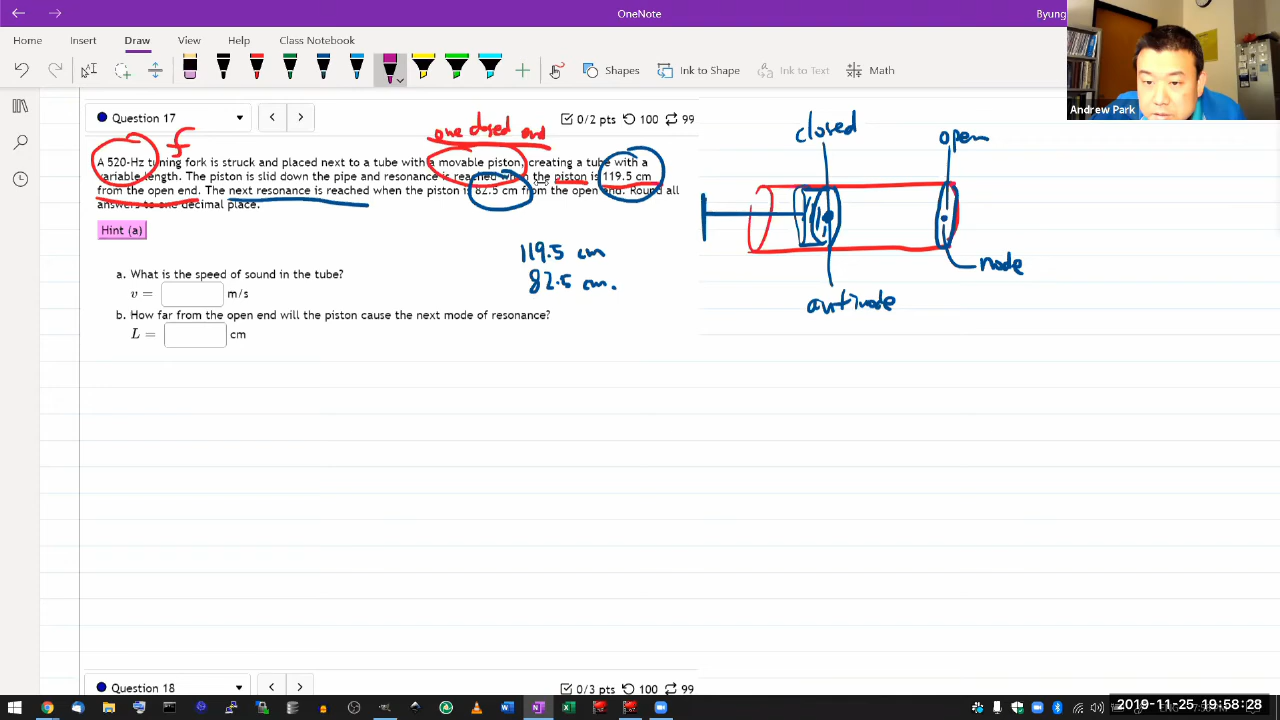 OneNote
Byung
Home Insert Draw View Help Class Notebook
Shapes Ink to Shape Ink to Text Math
Andrew Park
Question 17
0/2 pts 100 99
one closed end
f
A 520-Hz tuning fork is struck and placed next to a tube with a movable piston, creating a tube with a
variable length. The piston is slid down the pipe and resonance is reached when the piston is 119.5 cm
from the open end. The next resonance is reached when the piston is 82.5 cm from the open end. Round all
answers to one decimal place.
Hint (a)
119.5 cm
82.5 cm.
a. What is the speed of sound in the tube?
v = m/s
b. How far from the open end will the piston cause the next mode of resonance?
L = cm
closed
open
node
antinode
Question 18
0/3 pts 100 99
2019-11-25 19:58:28